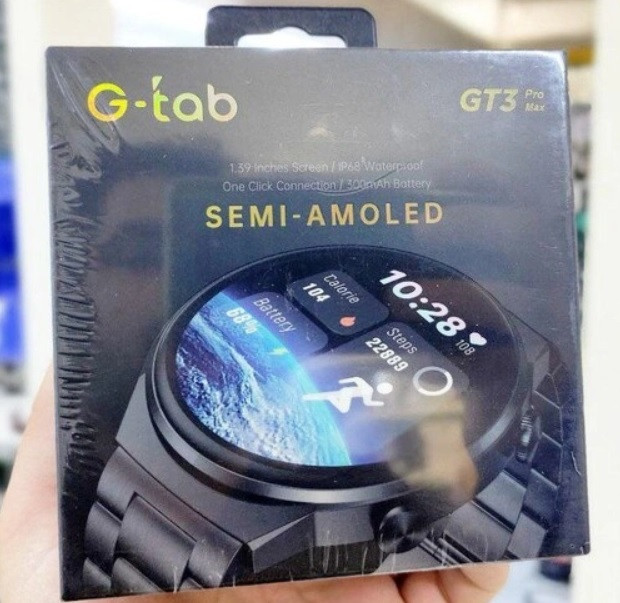 G-tab
GT3 Pro Max
1.39 Inches Screen / IP68 Waterproof
One Click Connection / 300mAh Battery
SEMI-AMOLED
10:28
108
Calorie
104
Steps
22889
Battery
68%